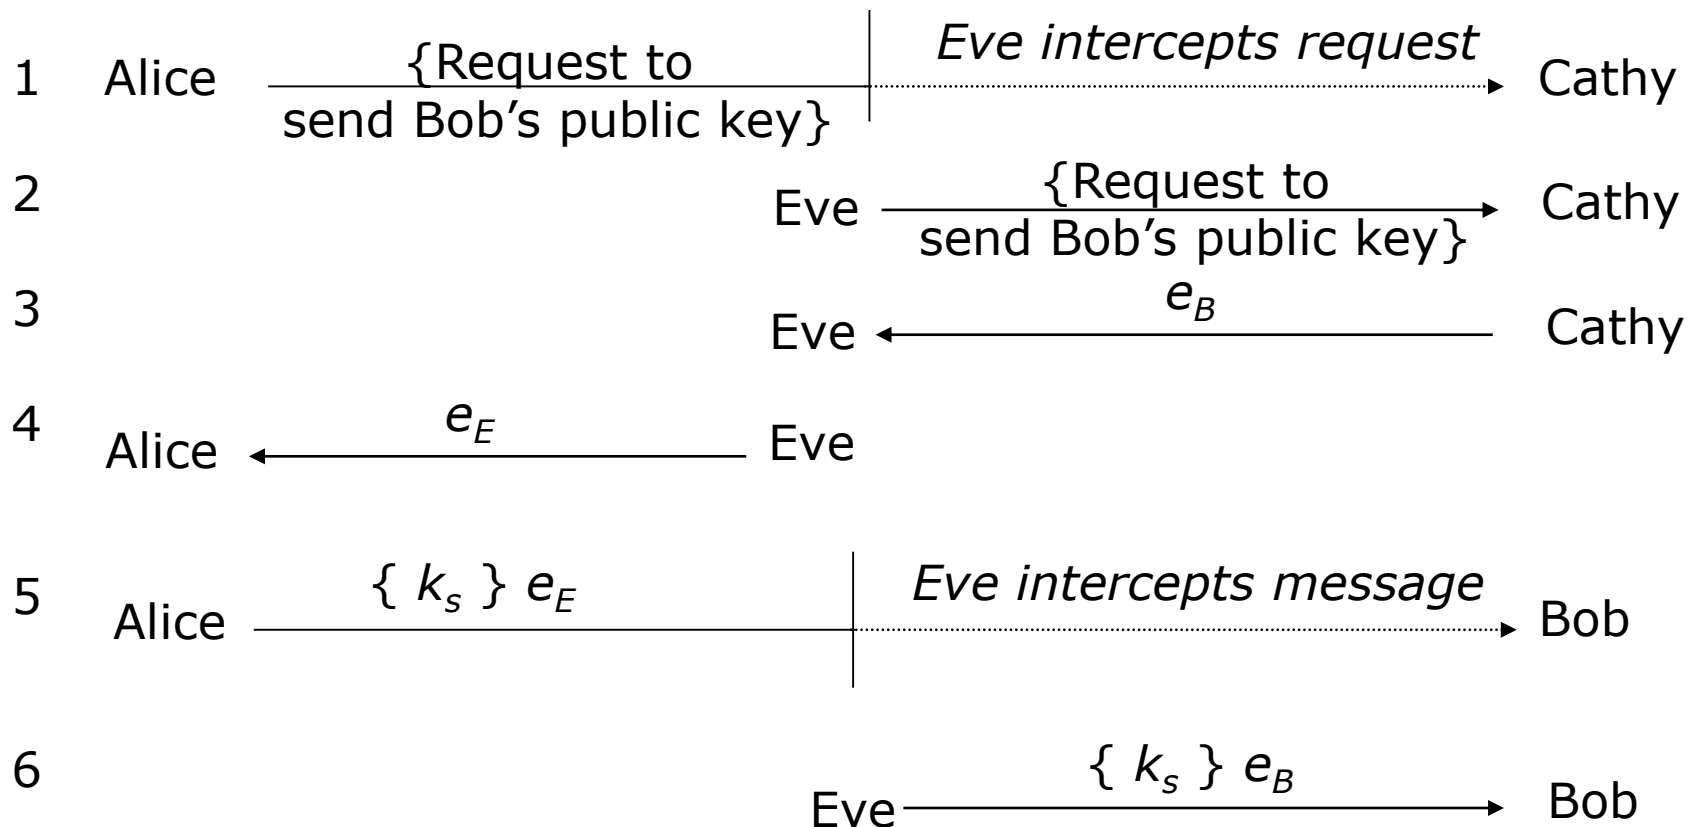 1 Alice {Request to send Bob’s public key} Eve intercepts request Cathy
2 Eve {Request to send Bob’s public key} Cathy
3 Eve e_B Cathy
4 Alice e_E Eve
5 Alice { k_s } e_E Eve intercepts message Bob
6 Eve { k_s } e_B Bob